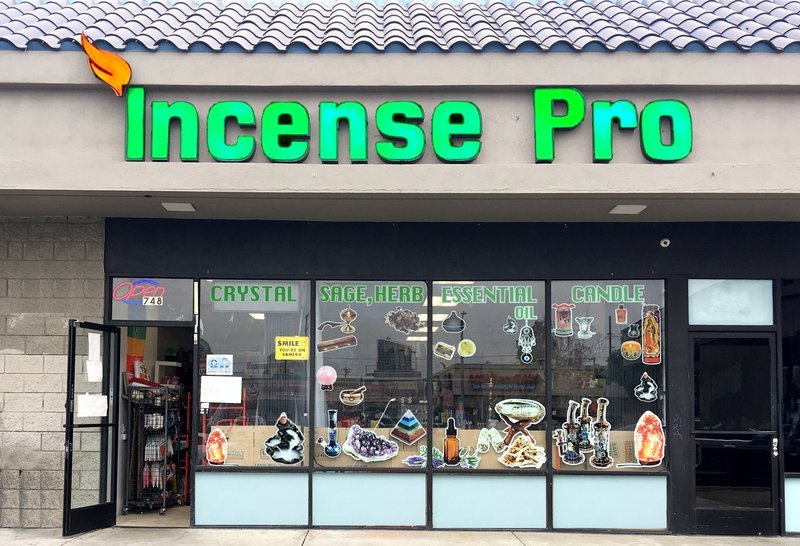 Incense Pro
Open
748
CRYSTAL
SAGE, HERB
ESSENTIAL
OIL
CANDLE
SMILE
YOU'RE ON
CAMERA